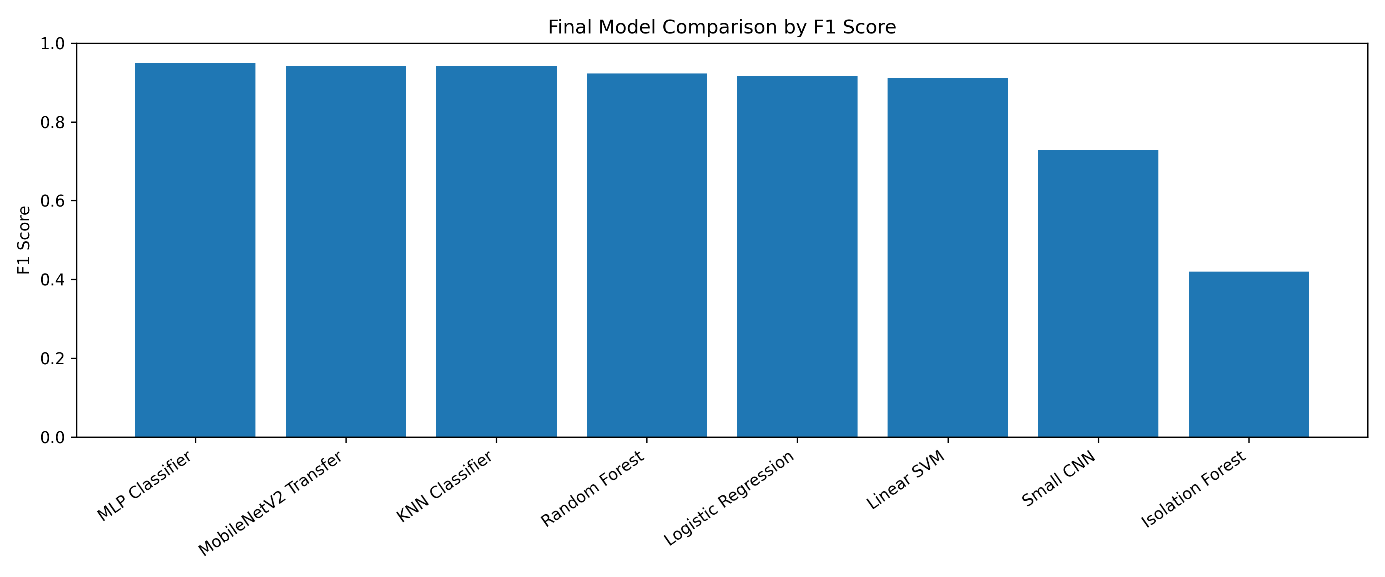 Final Model Comparison by F1 Score
F1 Score
1.0
0.8
0.6
0.4
0.2
0.0
MLP Classifier
MobileNetV2 Transfer
KNN Classifier
Random Forest
Logistic Regression
Linear SVM
Small CNN
Isolation Forest